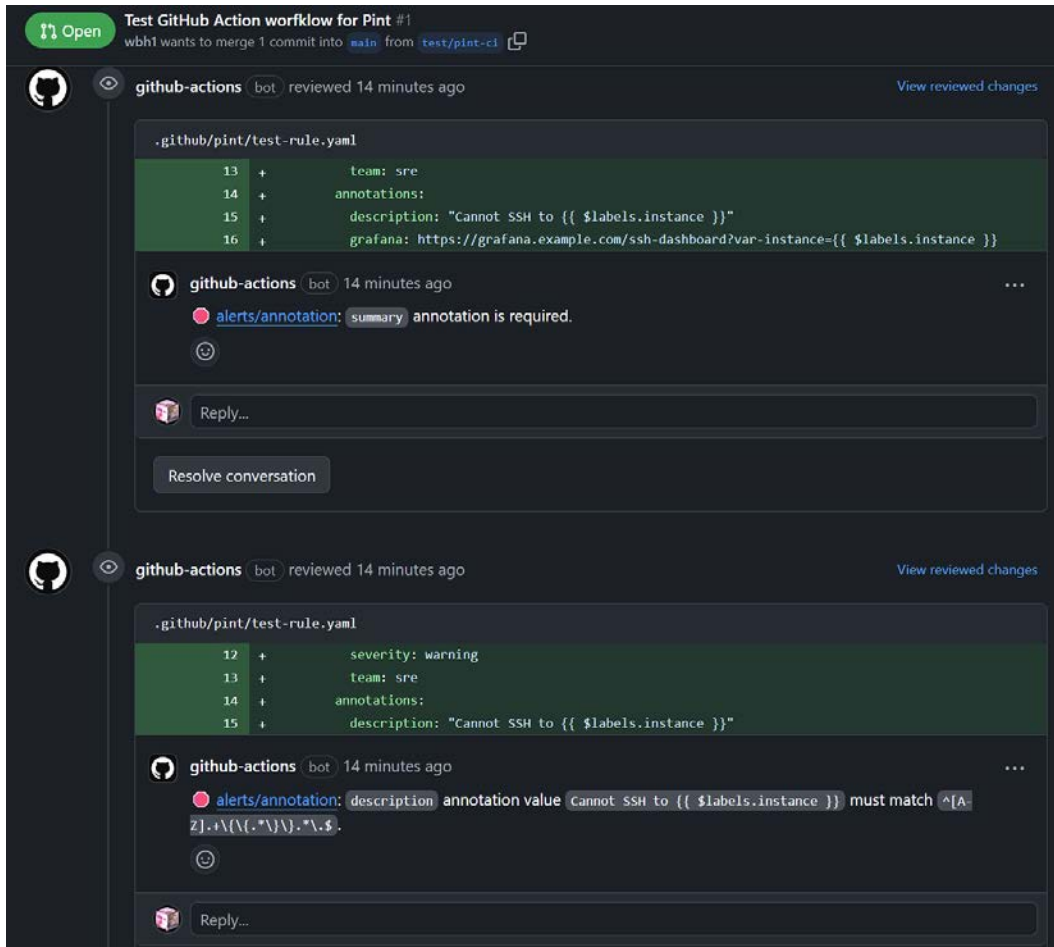 Open
Test GitHub Action worfklow for Pint #1
wbh1 wants to merge 1 commit into main from test/pint-ci
github-actions bot reviewed 14 minutes ago
View reviewed changes
.github/pint/test-rule.yaml
13 + team: sre
14 + annotations:
15 + description: "Cannot SSH to {{ $labels.instance }}"
16 + grafana: https://grafana.example.com/ssh-dashboard?var-instance={{ $labels.instance }}
github-actions bot 14 minutes ago
alerts/annotation: summary annotation is required.
Reply...
Resolve conversation
github-actions bot reviewed 14 minutes ago
View reviewed changes
.github/pint/test-rule.yaml
12 + severity: warning
13 + team: sre
14 + annotations:
15 + description: "Cannot SSH to {{ $labels.instance }}"
github-actions bot 14 minutes ago
alerts/annotation: description annotation value Cannot SSH to {{ $labels.instance }} must match ^[A-
Z].+\{\{.*\}\}.*\.$.
Reply...